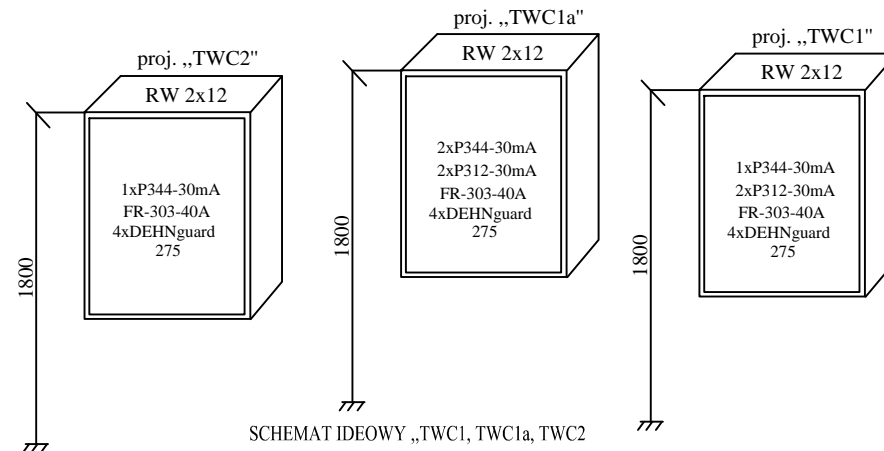 proj. ,,TWC2"
RW 2x12
1xP344-30mA
FR-303-40A
4xDEHNguard
275
1800
proj. ,,TWC1a"
RW 2x12
2xP344-30mA
2xP312-30mA
FR-303-40A
4xDEHNguard
275
1800
proj. ,,TWC1"
RW 2x12
1xP344-30mA
2xP312-30mA
FR-303-40A
4xDEHNguard
275
1800
SCHEMAT IDEOWY ,,TWC1, TWC1a, TWC2